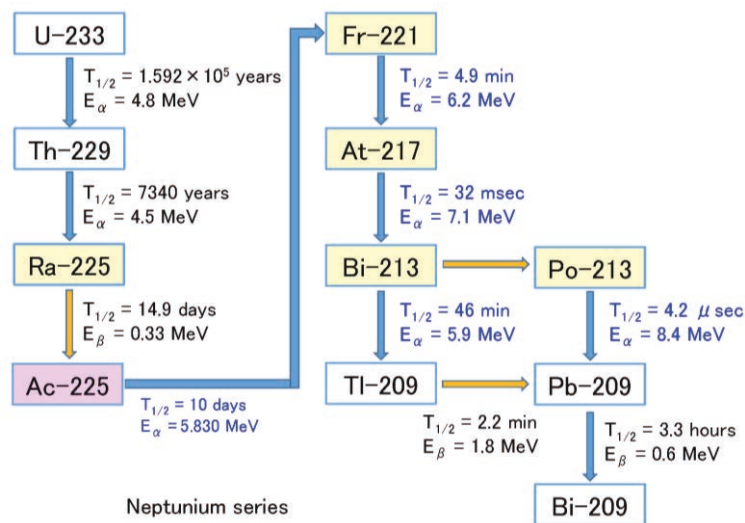 U-233
T1/2 = 1.592 × 10⁵ years
Eα = 4.8 MeV
Th-229
T1/2 = 7340 years
Eα = 4.5 MeV
Ra-225
T1/2 = 14.9 days
Eβ = 0.33 MeV
Ac-225
T1/2 = 10 days
Eα = 5.830 MeV
Fr-221
T1/2 = 4.9 min
Eα = 6.2 MeV
At-217
T1/2 = 32 msec
Eα = 7.1 MeV
Bi-213
Po-213
T1/2 = 46 min
Eα = 5.9 MeV
T1/2 = 4.2 μ sec
Eα = 8.4 MeV
Tl-209
Pb-209
T1/2 = 2.2 min
Eβ = 1.8 MeV
T1/2 = 3.3 hours
Eβ = 0.6 MeV
Bi-209
Neptunium series